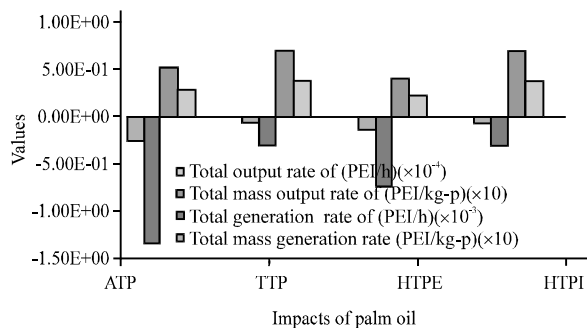 1.00E+00
5.00E-01
0.00E+00
-5.00E-01
-1.00E+00
-1.50E+00
Values
Total output rate of (PEI/h)(×10⁻⁴)
Total mass output rate of (PEI/kg-p)(×10)
Total generation rate of (PEI/h)(×10⁻³)
Total mass generation rate (PEI/kg-p)(×10)
ATP TTP HTPE HTPI
Impacts of palm oil